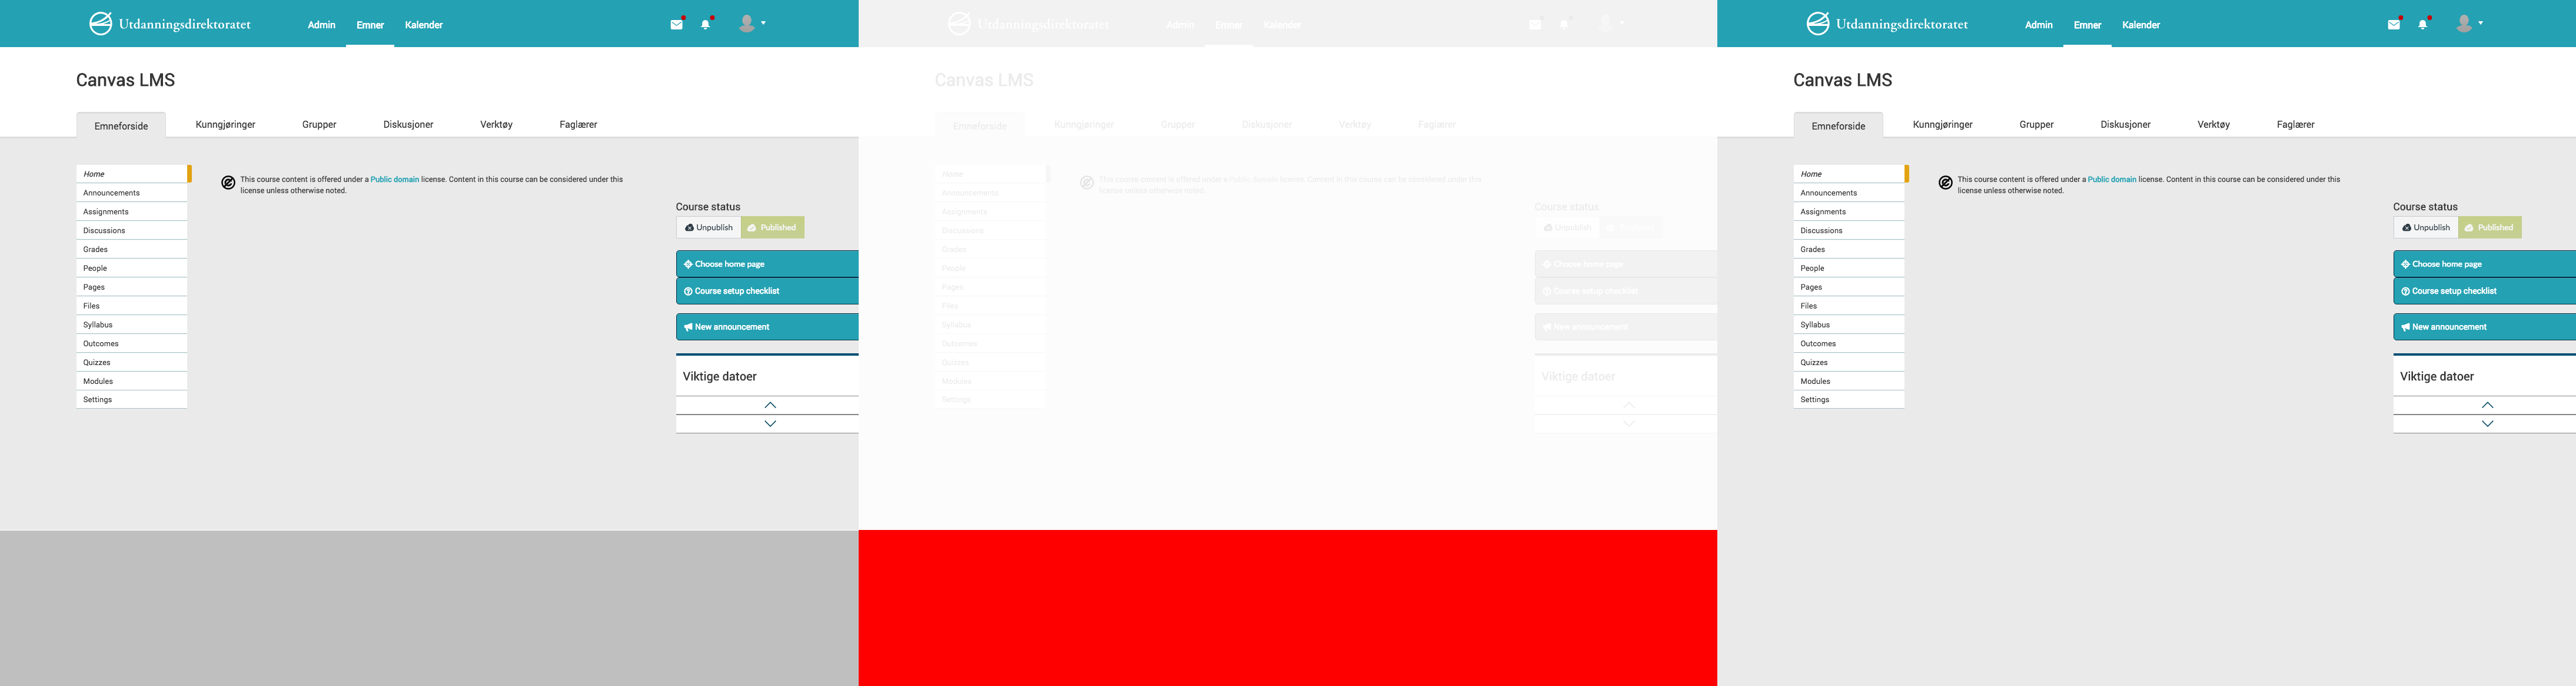 Utdanningsdirektoratet Admin Emner Kalender
Canvas LMS
Emneforside Kunngjøringer Grupper Diskusjoner Verktøy Faglærer
Home
Announcements
Assignments
Discussions
Grades
People
Pages
Files
Syllabus
Outcomes
Quizzes
Modules
Settings
This course content is offered under a Public domain license. Content in this course can be considered under this
license unless otherwise noted.
Course status
Unpublish Published
Choose home page
Course setup checklist
New announcement
Viktige datoer
Utdanningsdirektoratet Admin Emner Kalender
Canvas LMS
Emneforside Kunngjøringer Grupper Diskusjoner Verktøy Faglærer
Home
Announcements
Assignments
Discussions
Grades
People
Pages
Files
Syllabus
Outcomes
Quizzes
Modules
Settings
This course content is offered under a Public domain license. Content in this course can be considered under this
license unless otherwise noted.
Course status
Unpublish
Choose home page
Course setup checklist
New announcement
Viktige datoer
Utdanningsdirektoratet Admin Emner Kalender
Canvas LMS
Emneforside Kunngjøringer Grupper Diskusjoner Verktøy Faglærer
Home
Announcements
Assignments
Discussions
Grades
People
Pages
Files
Syllabus
Outcomes
Quizzes
Modules
Settings
This course content is offered under a Public domain license. Content in this course can be considered under this
license unless otherwise noted.
Course status
Unpublish Published
Choose home page
Course setup checklist
New announcement
Viktige datoer